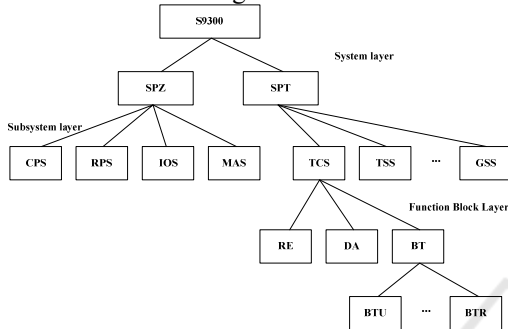 S9300
System layer
SPZ SPT
Subsystem layer
CPS RPS IOS MAS TCS TSS ... GSS
Function Block Layer
RE DA BT
BTU ... BTR